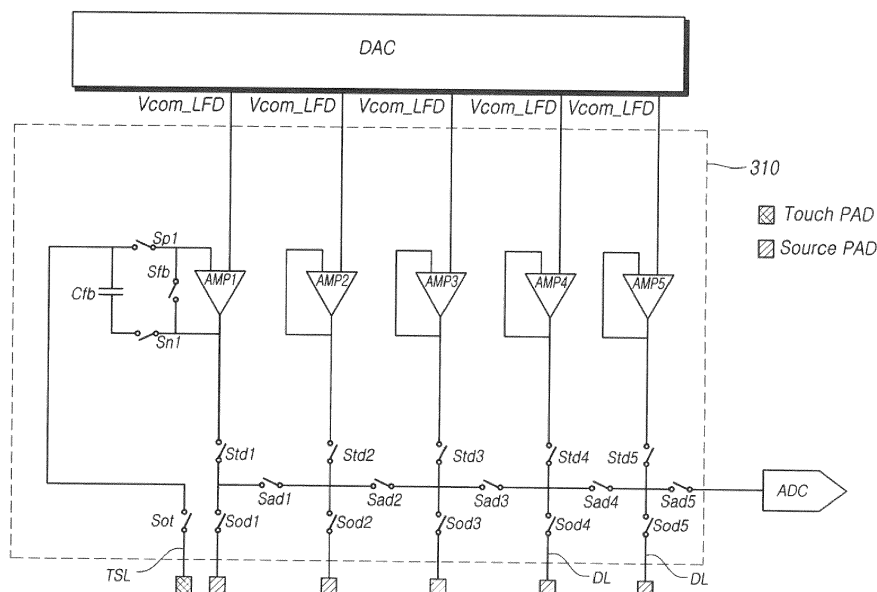 DAC
Vcom_LFD Vcom_LFD Vcom_LFD Vcom_LFD Vcom_LFD
310
Touch PAD
Source PAD
Sp1
Sfb
Cfb
Sn1
AMP1 AMP2 AMP3 AMP4 AMP5
Std1 Std2 Std3 Std4 Std5
Sad1 Sad2 Sad3 Sad4 Sad5
ADC
Sot Sod1 Sod2 Sod3 Sod4 Sod5
TSL DL DL